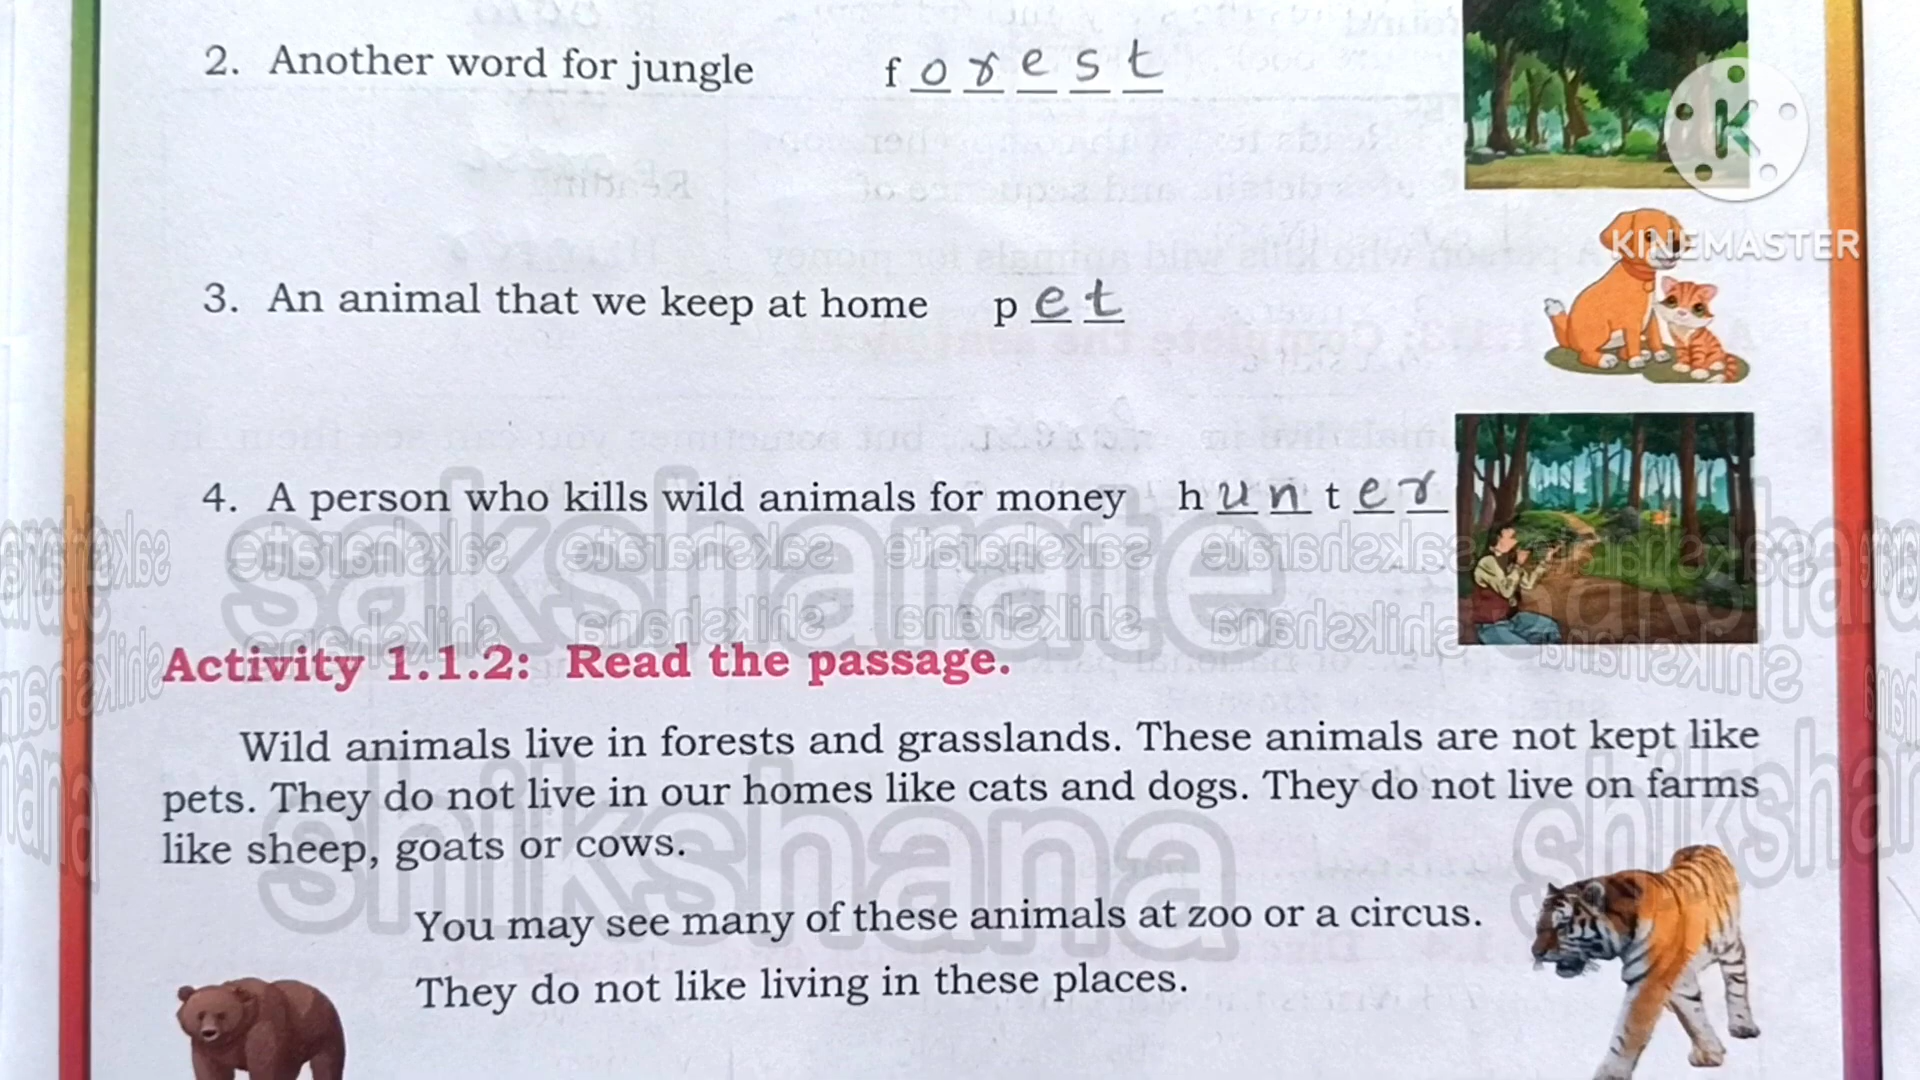 2. Another word for jungle forest
K
KINEMASTER
3. An animal that we keep at home pet
4. A person who kills wild animals for money hunter
saksharate
shikshana
Activity 1.1.2: Read the passage.
Wild animals live in forests and grasslands. These animals are not kept like
pets. They do not live in our homes like cats and dogs. They do not live on farms
like sheep, goats or cows.
You may see many of these animals at zoo or a circus.
They do not like living in these places.